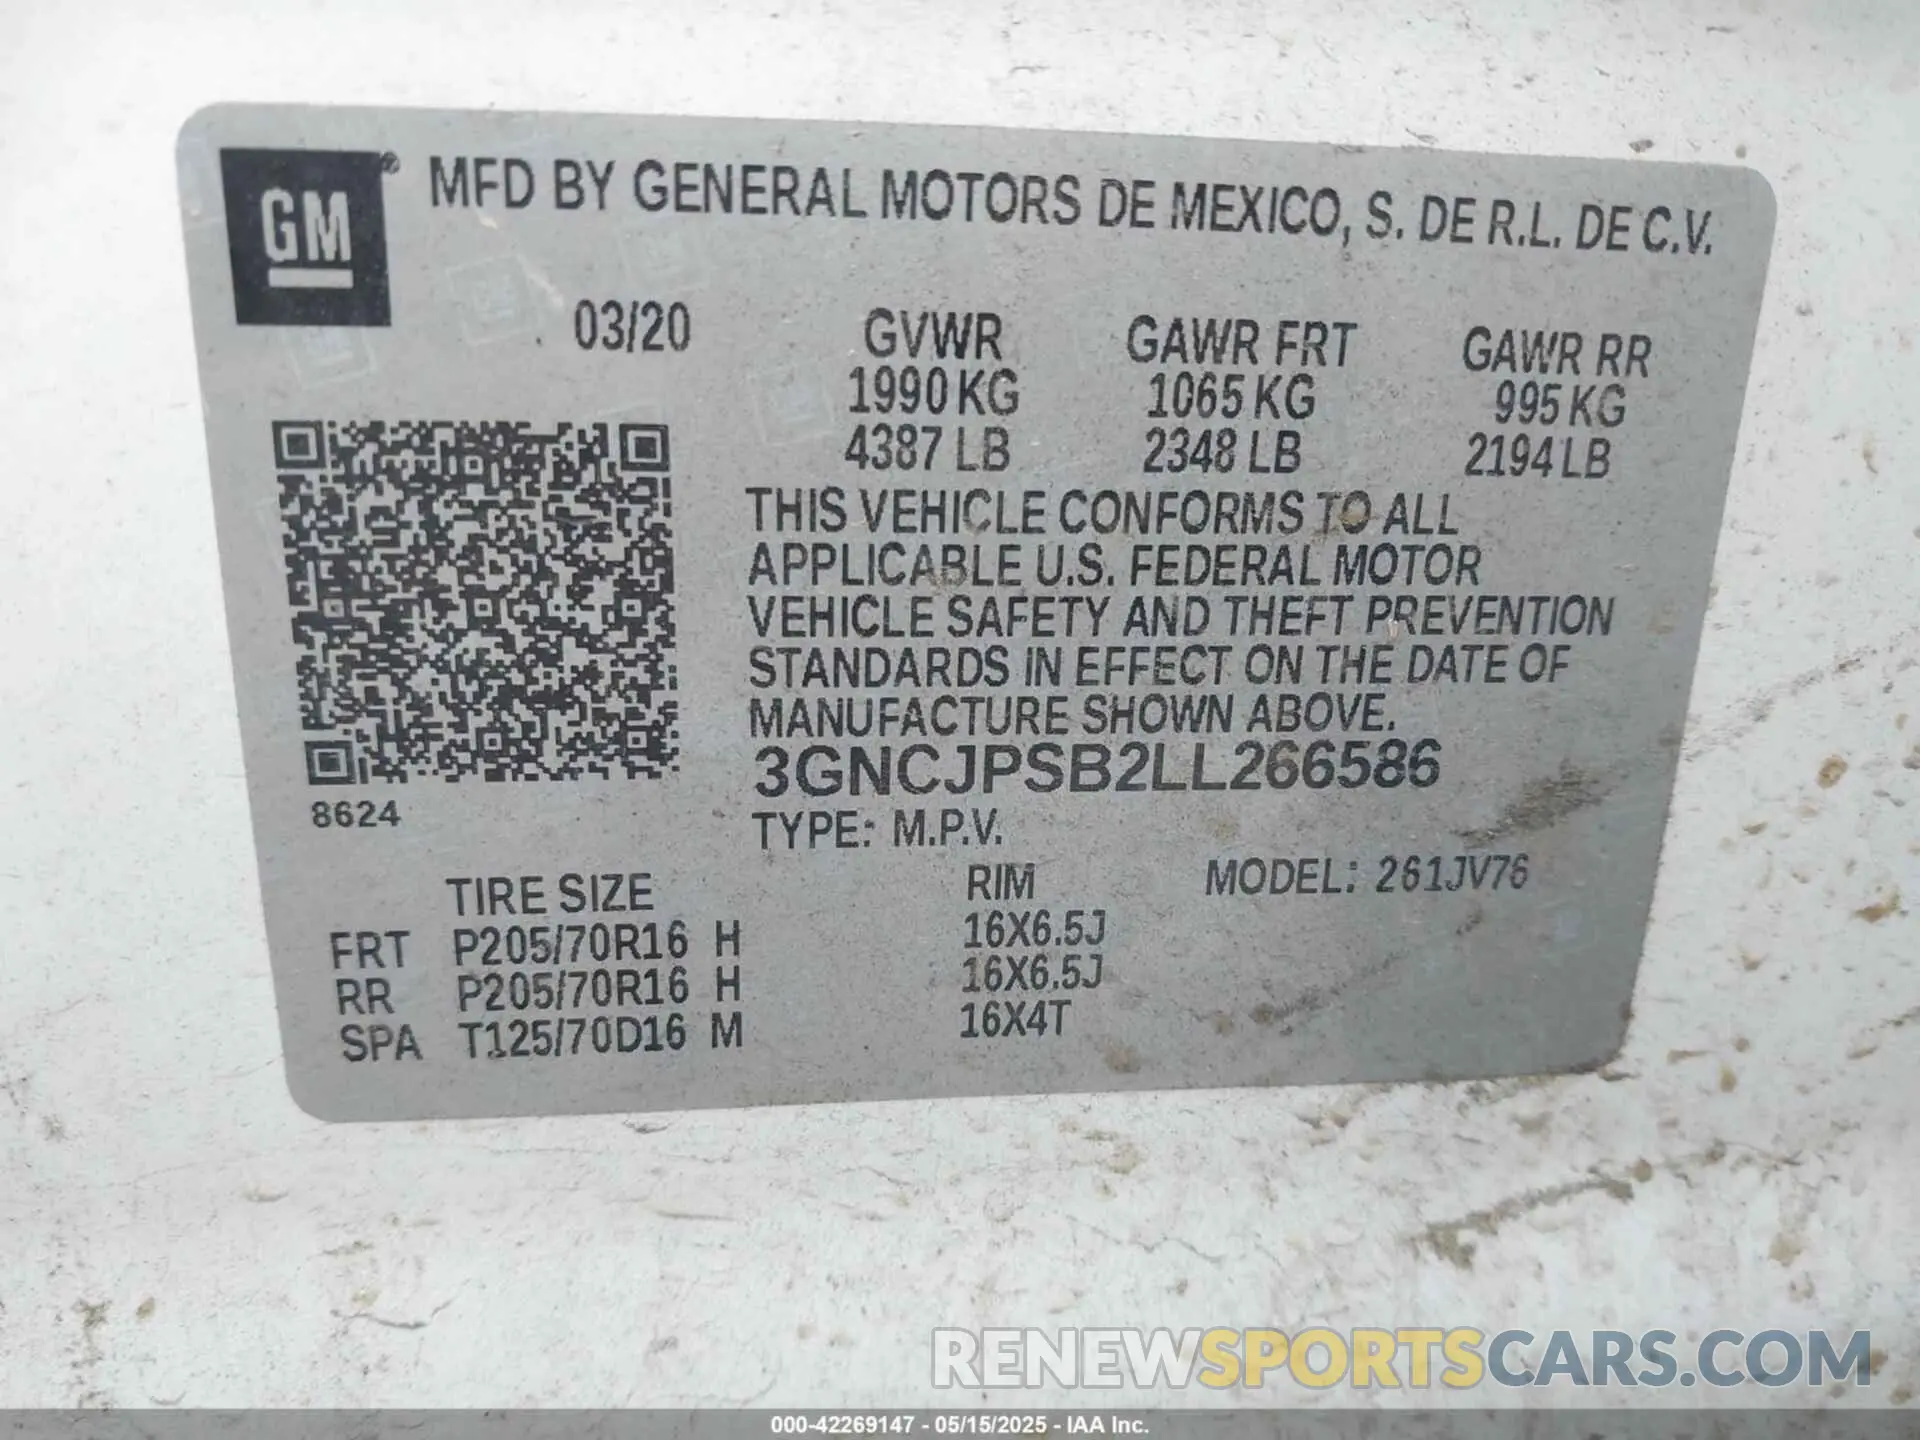 GM® MFD BY GENERAL MOTORS DE MEXICO, S. DE R.L. DE C.V.
03/20 GVWR GAWR FRT GAWR RR
1990 KG 1065 KG 995 KG
4387 LB 2348 LB 2194 LB
THIS VEHICLE CONFORMS TO ALL
APPLICABLE U.S. FEDERAL MOTOR
VEHICLE SAFETY AND THEFT PREVENTION
STANDARDS IN EFFECT ON THE DATE OF
MANUFACTURE SHOWN ABOVE.
3GNCJPSB2LL266586
8624
TYPE: M.P.V.
TIRE SIZE RIM MODEL: 261JV76
FRT P205/70R16 H 16X6.5J
RR P205/70R16 H 16X6.5J
SPA T125/70D16 M 16X4T
RENEWSPORTSCARS.COM
000-42269147 - 05/15/2025 - IAA Inc.